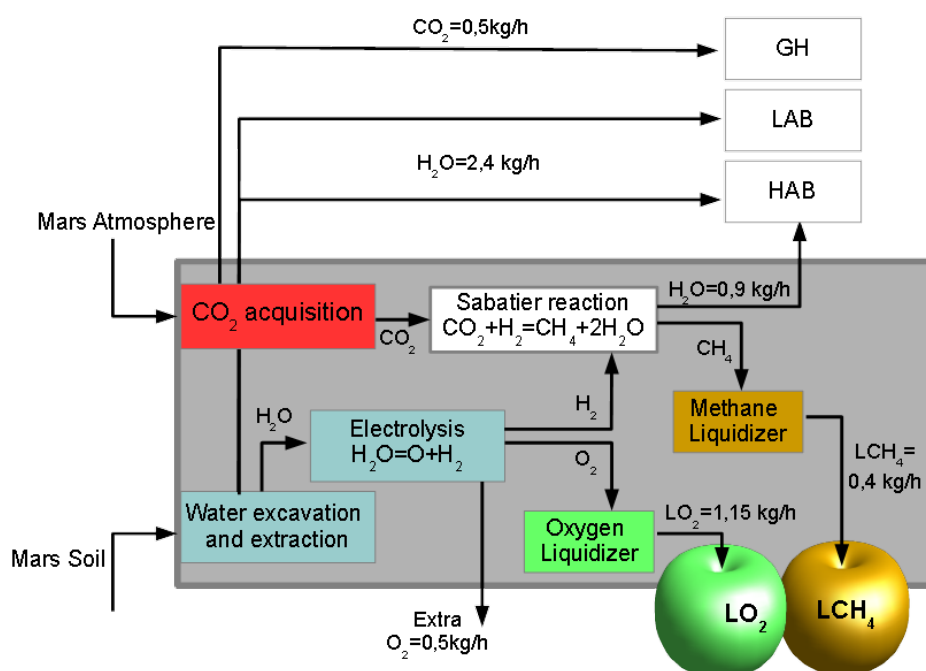 CO₂=0,5kg/h
GH
LAB
H₂O=2,4 kg/h
HAB
Mars Atmosphere
CO₂ acquisition
CO₂
Sabatier reaction
CO₂+H₂=CH₄+2H₂O
H₂O=0,9 kg/h
CH₄
H₂O
Electrolysis
H₂O=O+H₂
H₂
O₂
Methane
Liquidizer
LCH₄=
0,4 kg/h
Water excavation
and extraction
Mars Soil
Oxygen
Liquidizer
LO₂=1,15 kg/h
Extra
O₂=0,5kg/h
LO₂
LCH₄